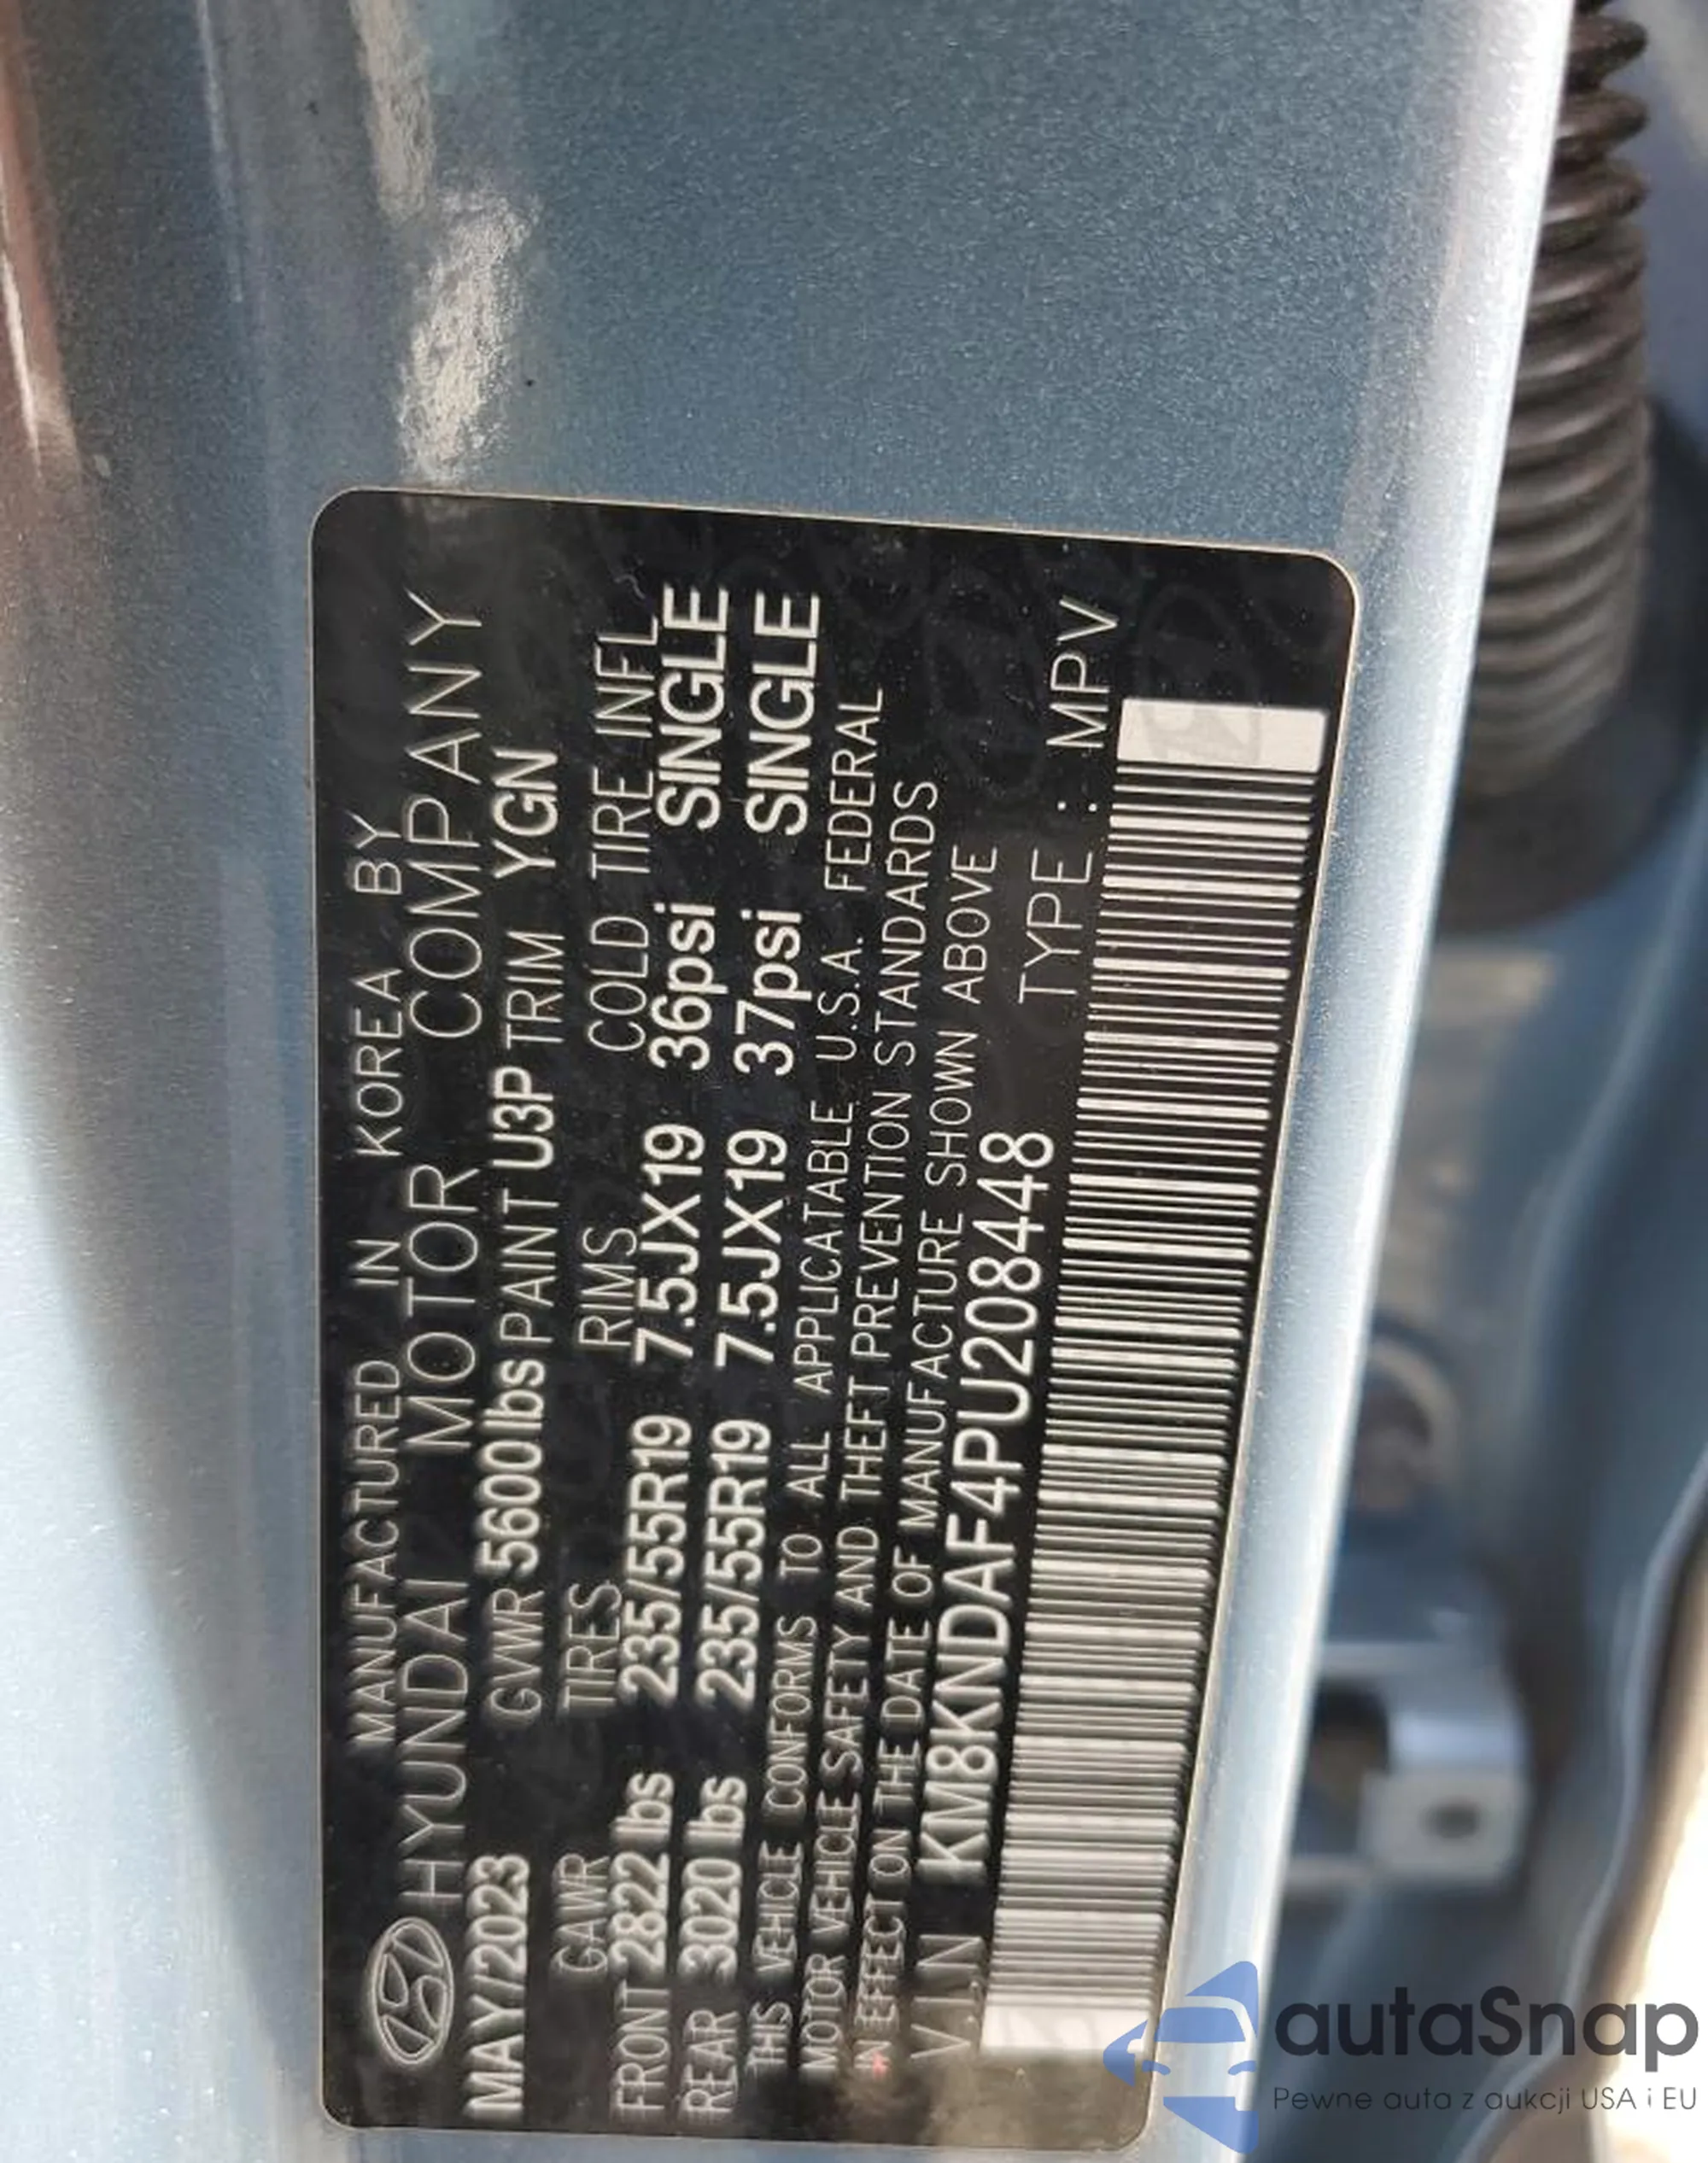 MANUFACTURED IN KOREA BY
HYUNDAI MOTOR COMPANY
MAY/2023 GVWR 5600lbs PAINT U3P TRIM YGN
GAWR TIRES RIMS COLD TIRE INFL
FRONT 2822 lbs 235/55R19 7.5JX19 36psi SINGLE
REAR 3020 lbs 235/55R19 7.5JX19 37psi SINGLE
THIS VEHICLE CONFORMS TO ALL APPLICATABLE U.S.A. FEDERAL
MOTOR VEHICLE SAFETY AND THEFT PREVENTION STANDARDS
IN EFFECT ON THE DATE OF MANUFACTURE SHOWN ABOVE
V.I.N KM8KNDAF4PU208448 TYPE : MPV
autaSnap
Pewne auta z aukcji USA i EU